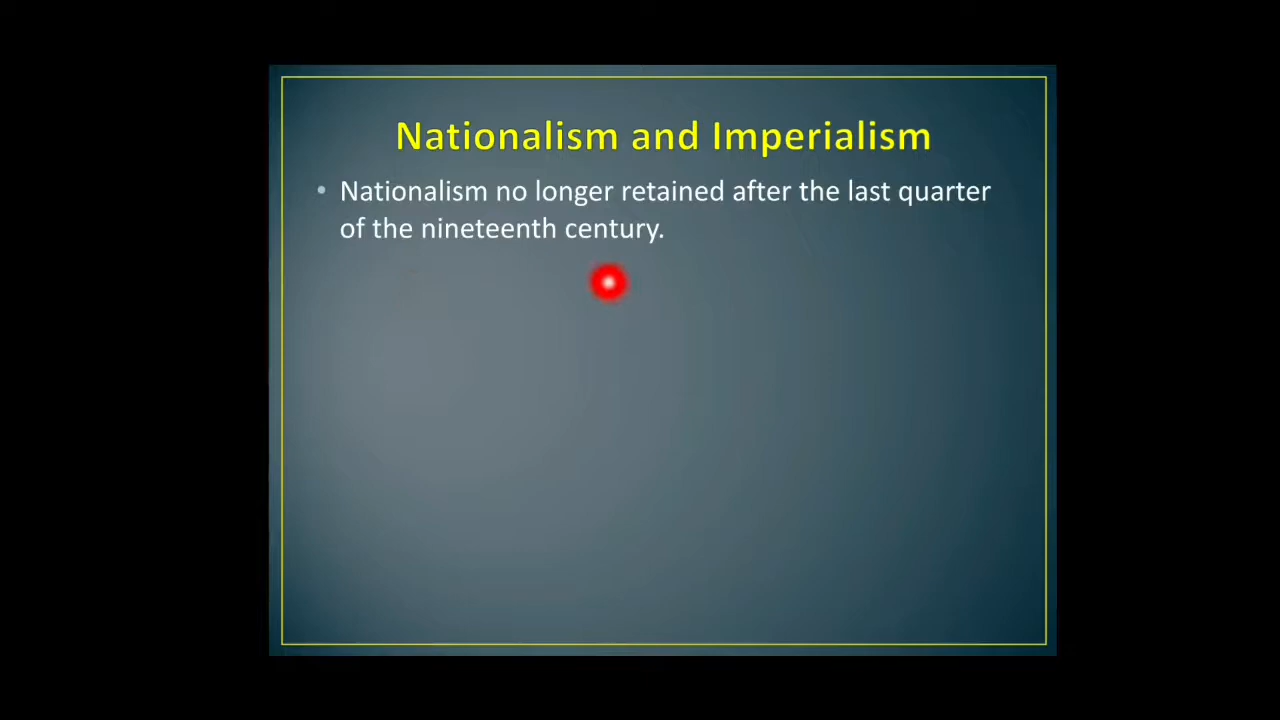 Nationalism and Imperialism
• Nationalism no longer retained after the last quarter
of the nineteenth century.